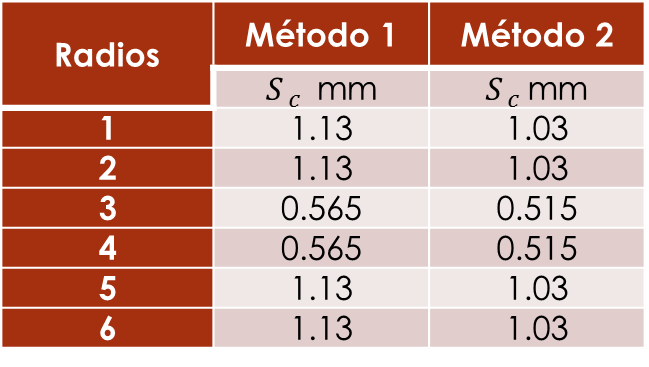 Radios Método 1 Método 2
S c mm S c mm
1 1.13 1.03
2 1.13 1.03
3 0.565 0.515
4 0.565 0.515
5 1.13 1.03
6 1.13 1.03